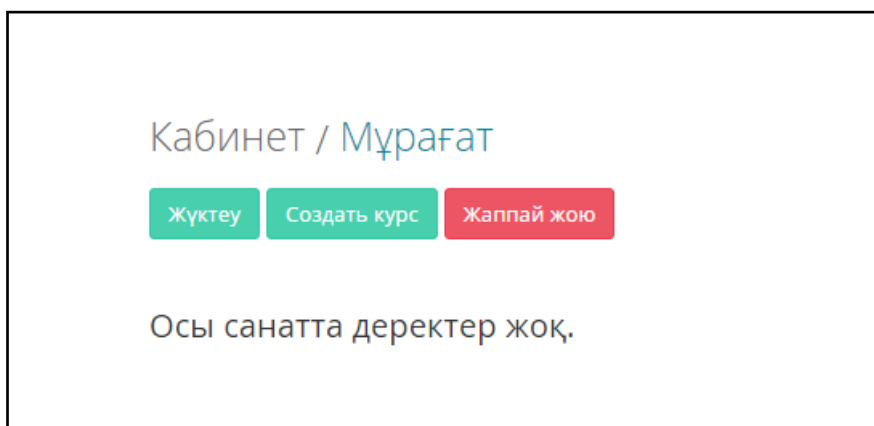 Кабинет / Мұрағат
Жүктеу Создать курс Жаппай жою
Осы санатта деректер жоқ.